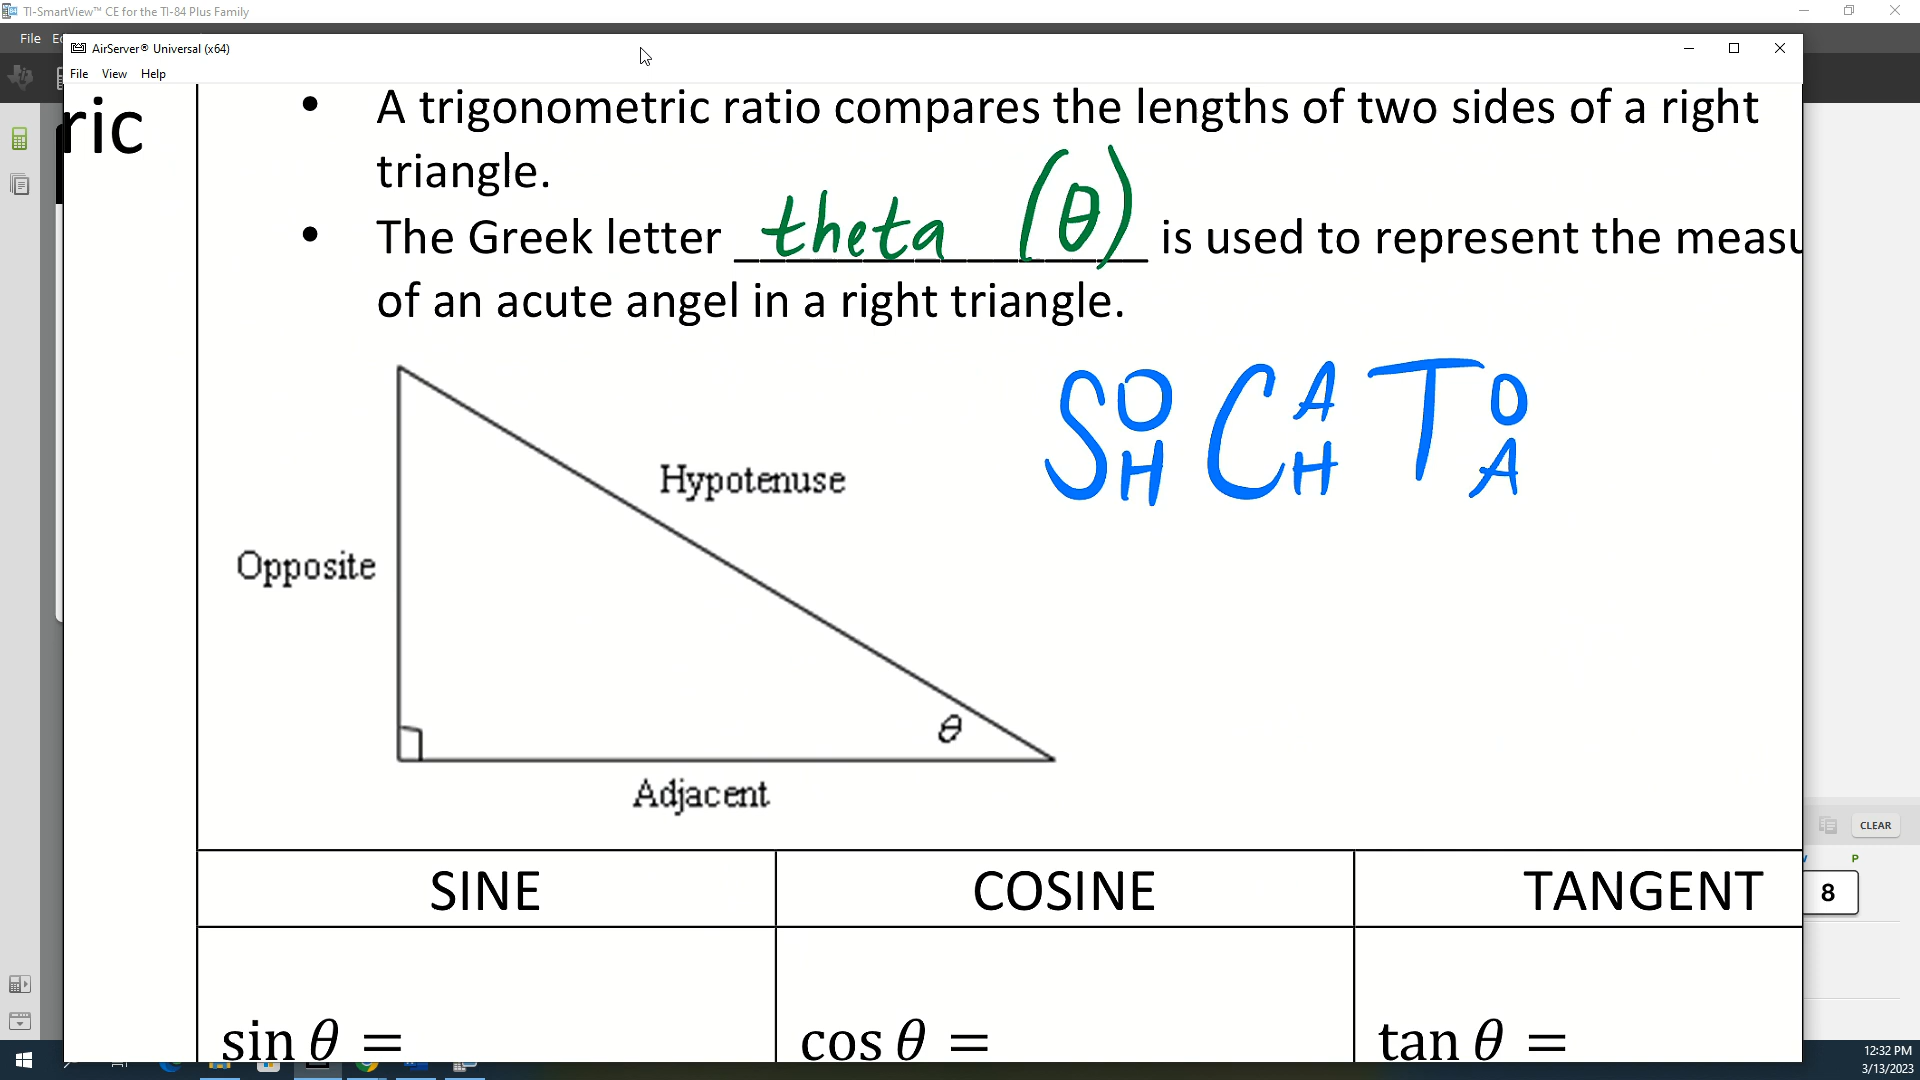 TI-SmartView™ CE for the TI-84 Plus Family
File
AirServer® Universal (x64)
File View Help
ric
• A trigonometric ratio compares the lengths of two sides of a right
triangle.
• The Greek letter theta (θ) is used to represent the measu
of an acute angel in a right triangle.
S O H C A H T O A
Hypotenuse
Opposite
θ
Adjacent
CLEAR
P
8
SINE COSINE TANGENT
sin θ = cos θ = tan θ =
12:32 PM
3/13/2023